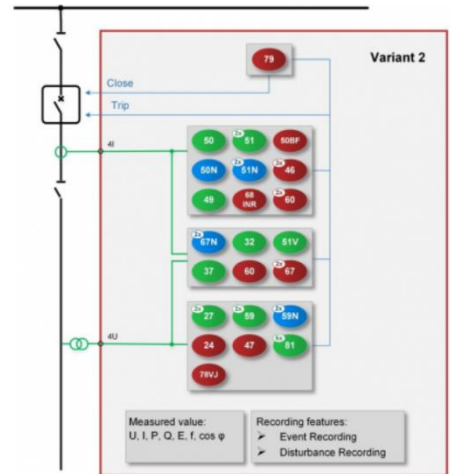 Variant 2
79
Close
Trip
4I
50 2x 51 50BF
50N 2x 51N 2x 46
49 68 INR 2x 60
2x 67N 32 51V
37 60 2x 67
2x 27 2x 59 2x 59N
24 47 6x 81
78VJ
4U
Measured value:
U, I, P, Q, E, f, cos φ
Recording features:
➢ Event Recording
➢ Disturbance Recording